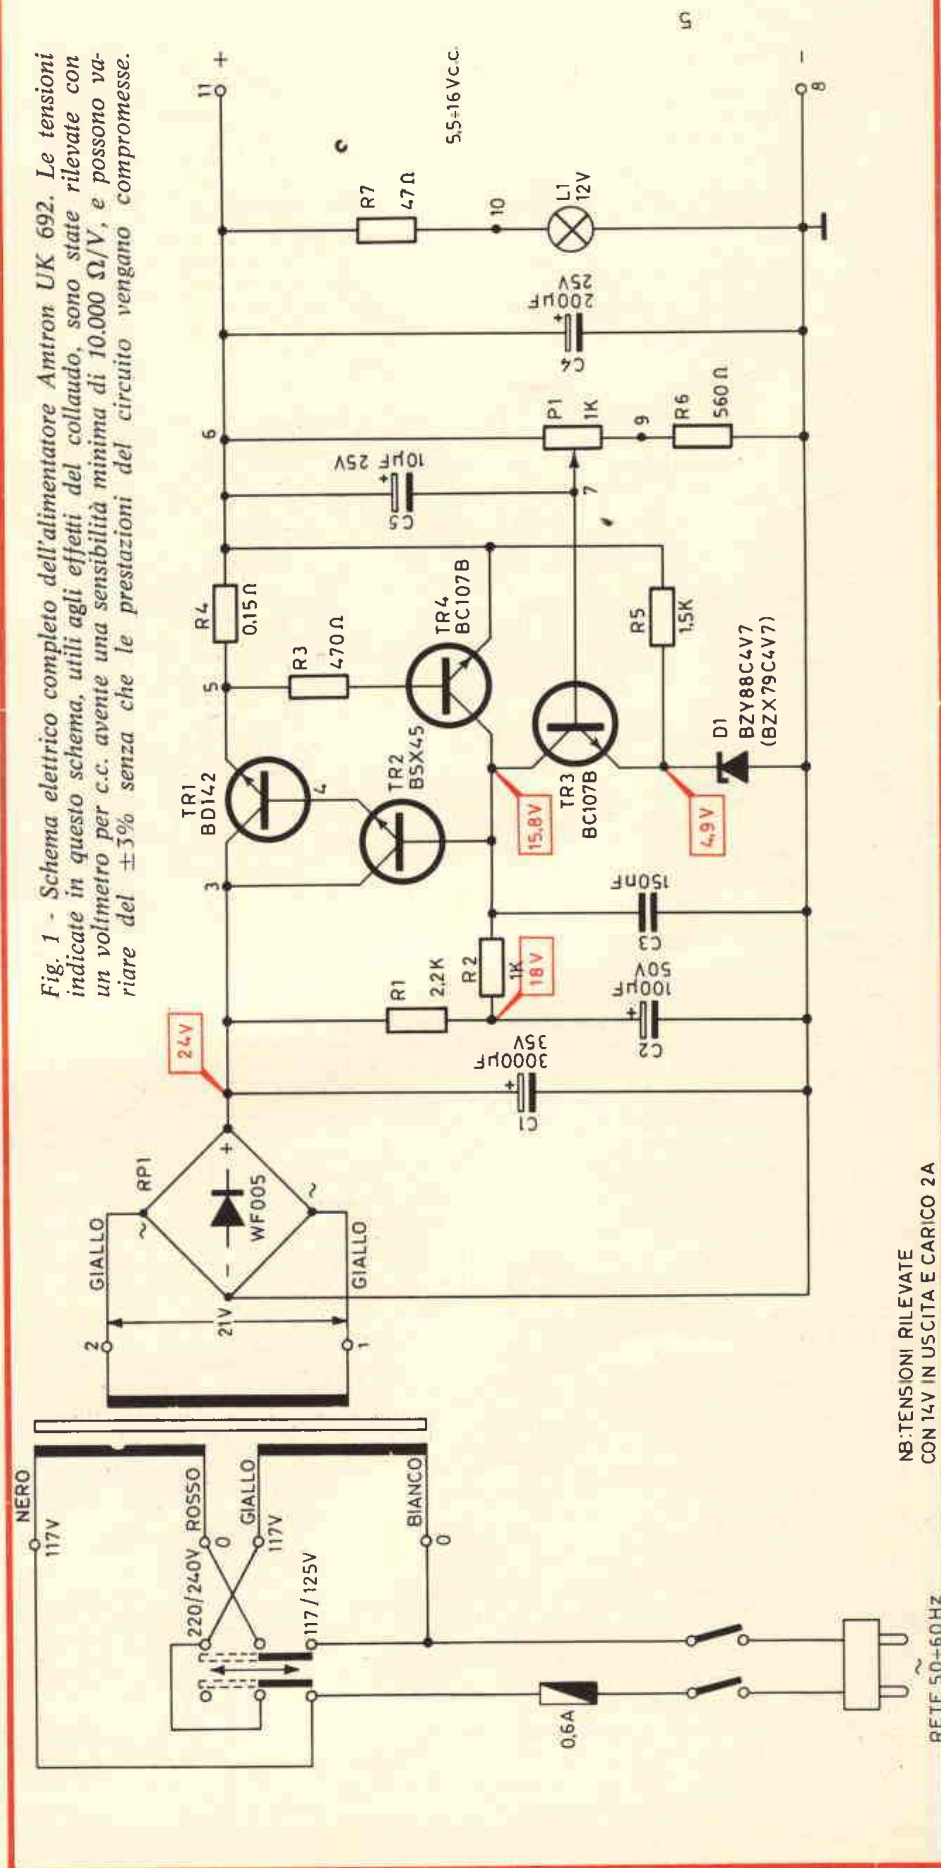 Fig. 1 - Schema elettrico completo dell'alimentatore Amtron UK 692. Le tensioni
indicate in questo schema, utili agli effetti del collaudo, sono state rilevate con
un voltmetro per c.c. avente una sensibilità minima di 10.000 Ω/V, e possono va-
riare del ±3% senza che le prestazioni del circuito vengano compromesse.
NERO
117V
220/240V
ROSSO
0
GIALLO
117V
117/125V
BIANCO
0
0,6A
RETE 50÷60Hz
~
2
GIALLO
21V
1
GIALLO
RP1
~
+
−
~
WF005
24V
C1
3000µF
35V
+
R1
2,2K
R2
1K
18V
C2
100µF
50V
+
C3
150nF
3
TR1
BD142
4
TR2
BSX45
15,8V
5
R3
470Ω
TR4
BC107B
TR3
BC107B
4,9V
D1
BZY88C4V7
(BZX79C4V7)
R4
0,15Ω
R5
1,5K
C5
10µF 25V
+
6
7
P1
1K
9
R6
560Ω
C4
200µF
25V
+
R7
47Ω
10
L1
12V
11
+
5,5÷16Vc.c.
8
−
5
NB:TENSIONI RILEVATE
CON 14V IN USCITA E CARICO 2A